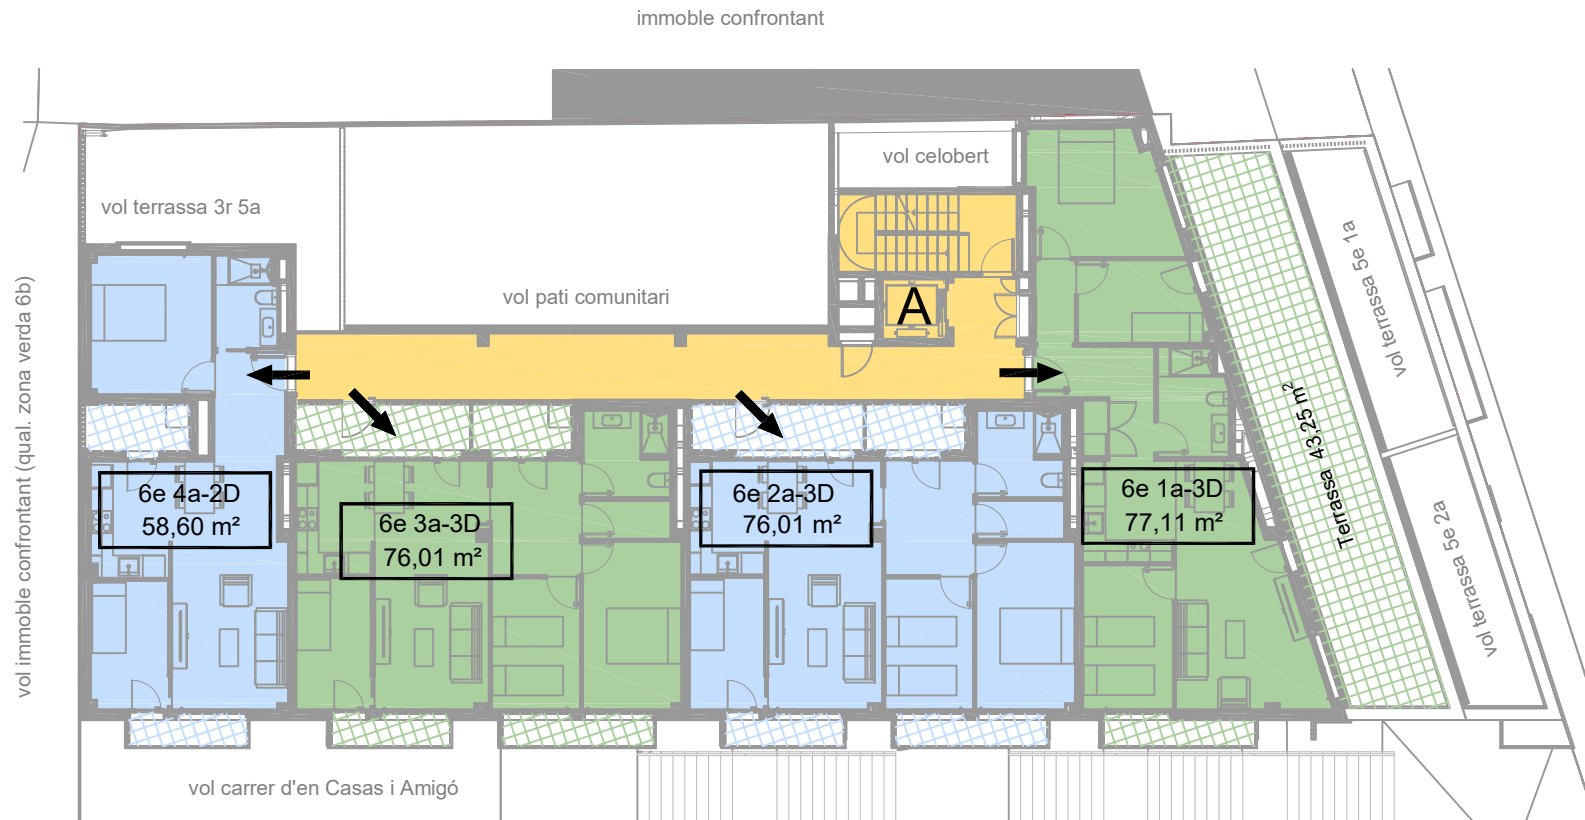 immoble confrontant
vol celobert
vol terrassa 3r 5a
vol pati comunitari
A
vol immoble confrontant (qual. zona verda 6b)
6e 4a-2D
58,60 m²
6e 3a-3D
76,01 m²
6e 2a-3D
76,01 m²
6e 1a-3D
77,11 m²
Terrassa 43,25 m²
vol terrassa 5e 1a
vol terrassa 5e 2a
vol carrer d'en Casas i Amigó